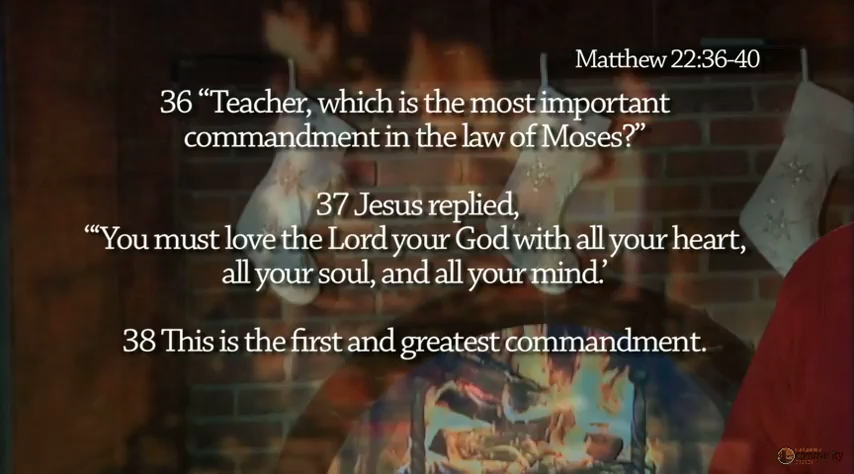 Matthew 22:36-40
36 “Teacher, which is the most important
commandment in the law of Moses?”
37 Jesus replied,
“‘You must love the Lord your God with all your heart,
all your soul, and all your mind.’
38 This is the first and greatest commandment.